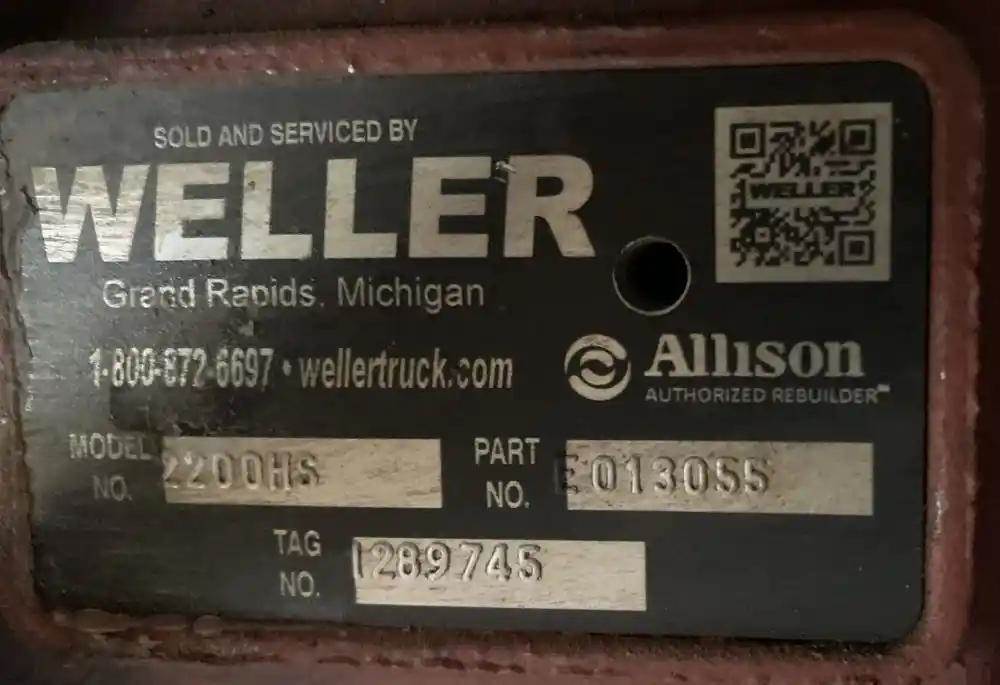 SOLD AND SERVICED BY
WELLER
WELLER
Grand Rapids, Michigan
1-800-872-6697 • wellertruck.com
Allison
AUTHORIZED REBUILDER
MODEL NO. 2200HS
PART NO. E013055
TAG NO. 1289745